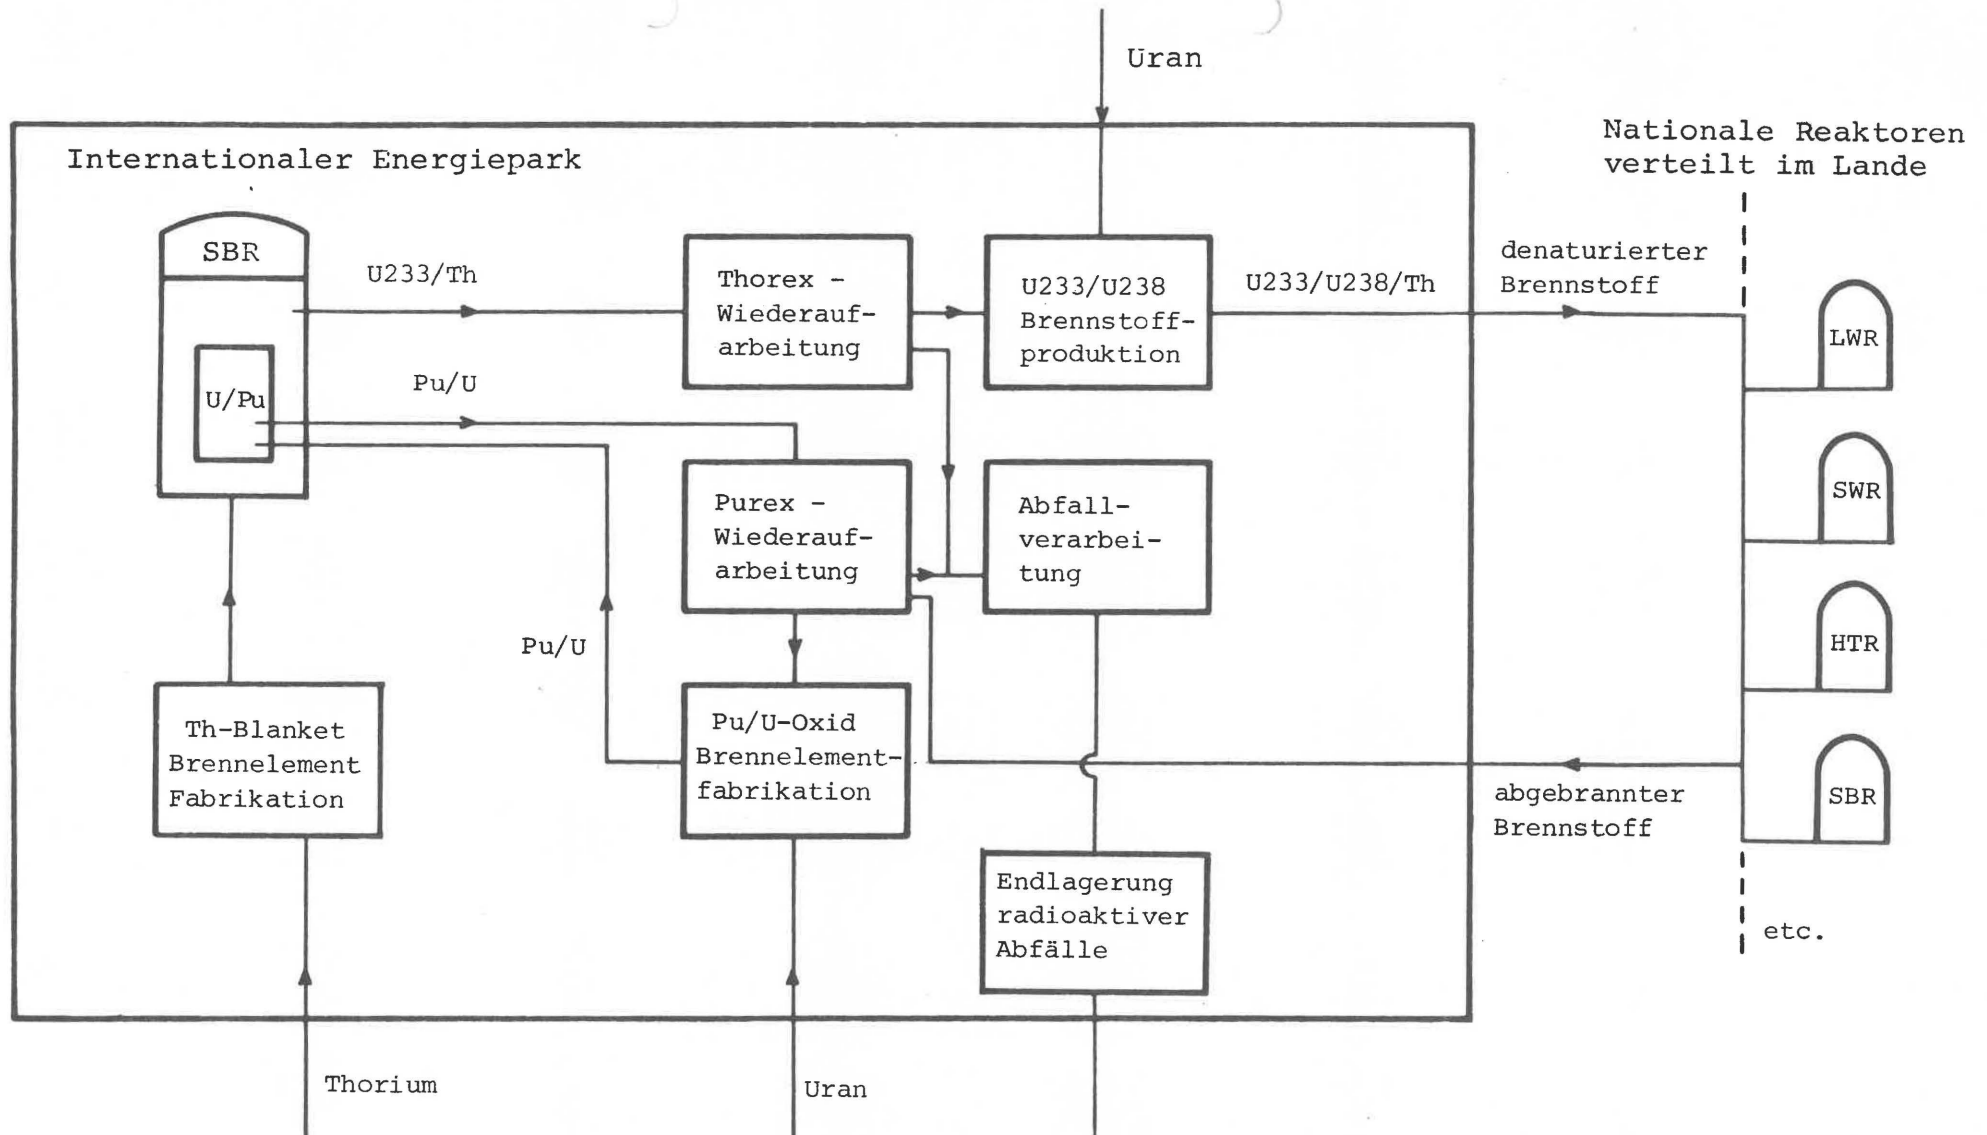 Uran
Internationaler Energiepark
Nationale Reaktoren
verteilt im Lande
SBR
U233/Th
Thorex -
Wiederauf-
arbeitung
U233/U238
Brennstoff-
produktion
U233/U238/Th
denaturierter
Brennstoff
LWR
U/Pu
Pu/U
SWR
Purex -
Wiederauf-
arbeitung
Abfall-
verarbei-
tung
Pu/U
HTR
Th-Blanket
Brennelement
Fabrikation
Pu/U-Oxid
Brennelement-
fabrikation
abgebrannter
Brennstoff
SBR
Endlagerung
radioaktiver
Abfälle
etc.
Thorium
Uran